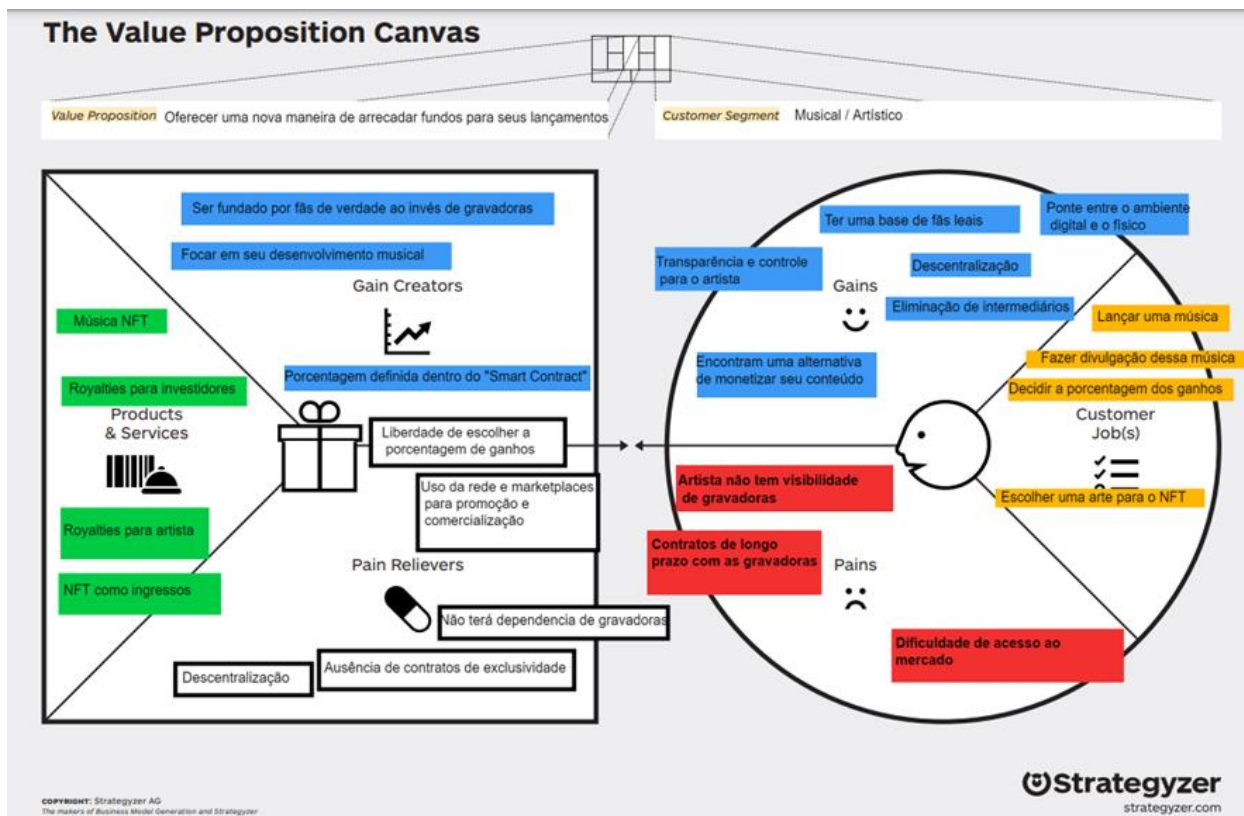 The Value Proposition Canvas
Value Proposition Oferecer uma nova maneira de arrecadar fundos para seus lançamentos
Customer Segment Musical / Artístico
Ser fundado por fãs de verdade ao invés de gravadoras
Focar em seu desenvolvimento musical
Gain Creators
Música NFT
Royalties para investidores
Porcentagem definida dentro do "Smart Contract"
Products
& Services
Liberdade de escolher a
porcentagem de ganhos
Uso da rede e marketplaces
para promoção e
comercialização
Royalties para artista
Pain Relievers
NFT como ingressos
Não terá dependencia de gravadoras
Ausência de contratos de exclusividade
Descentralização
Ter uma base de fãs leais
Ponte entre o ambiente
digital e o físico
Transparência e controle
para o artista
Descentralização
Gains
Eliminação de intermediários
Encontram uma alternativa
de monetizar seu conteúdo
Lançar uma música
Fazer divulgação dessa música
Decidir a porcentagem dos ganhos
Customer
Job(s)
Escolher uma arte para o NFT
Artista não tem visibilidade
de gravadoras
Contratos de longo
prazo com as gravadoras
Pains
Dificuldade de acesso ao
mercado
COPYRIGHT: Strategyzer AG
The makers of Business Model Generation and Strategyzer
Strategyzer
strategyzer.com